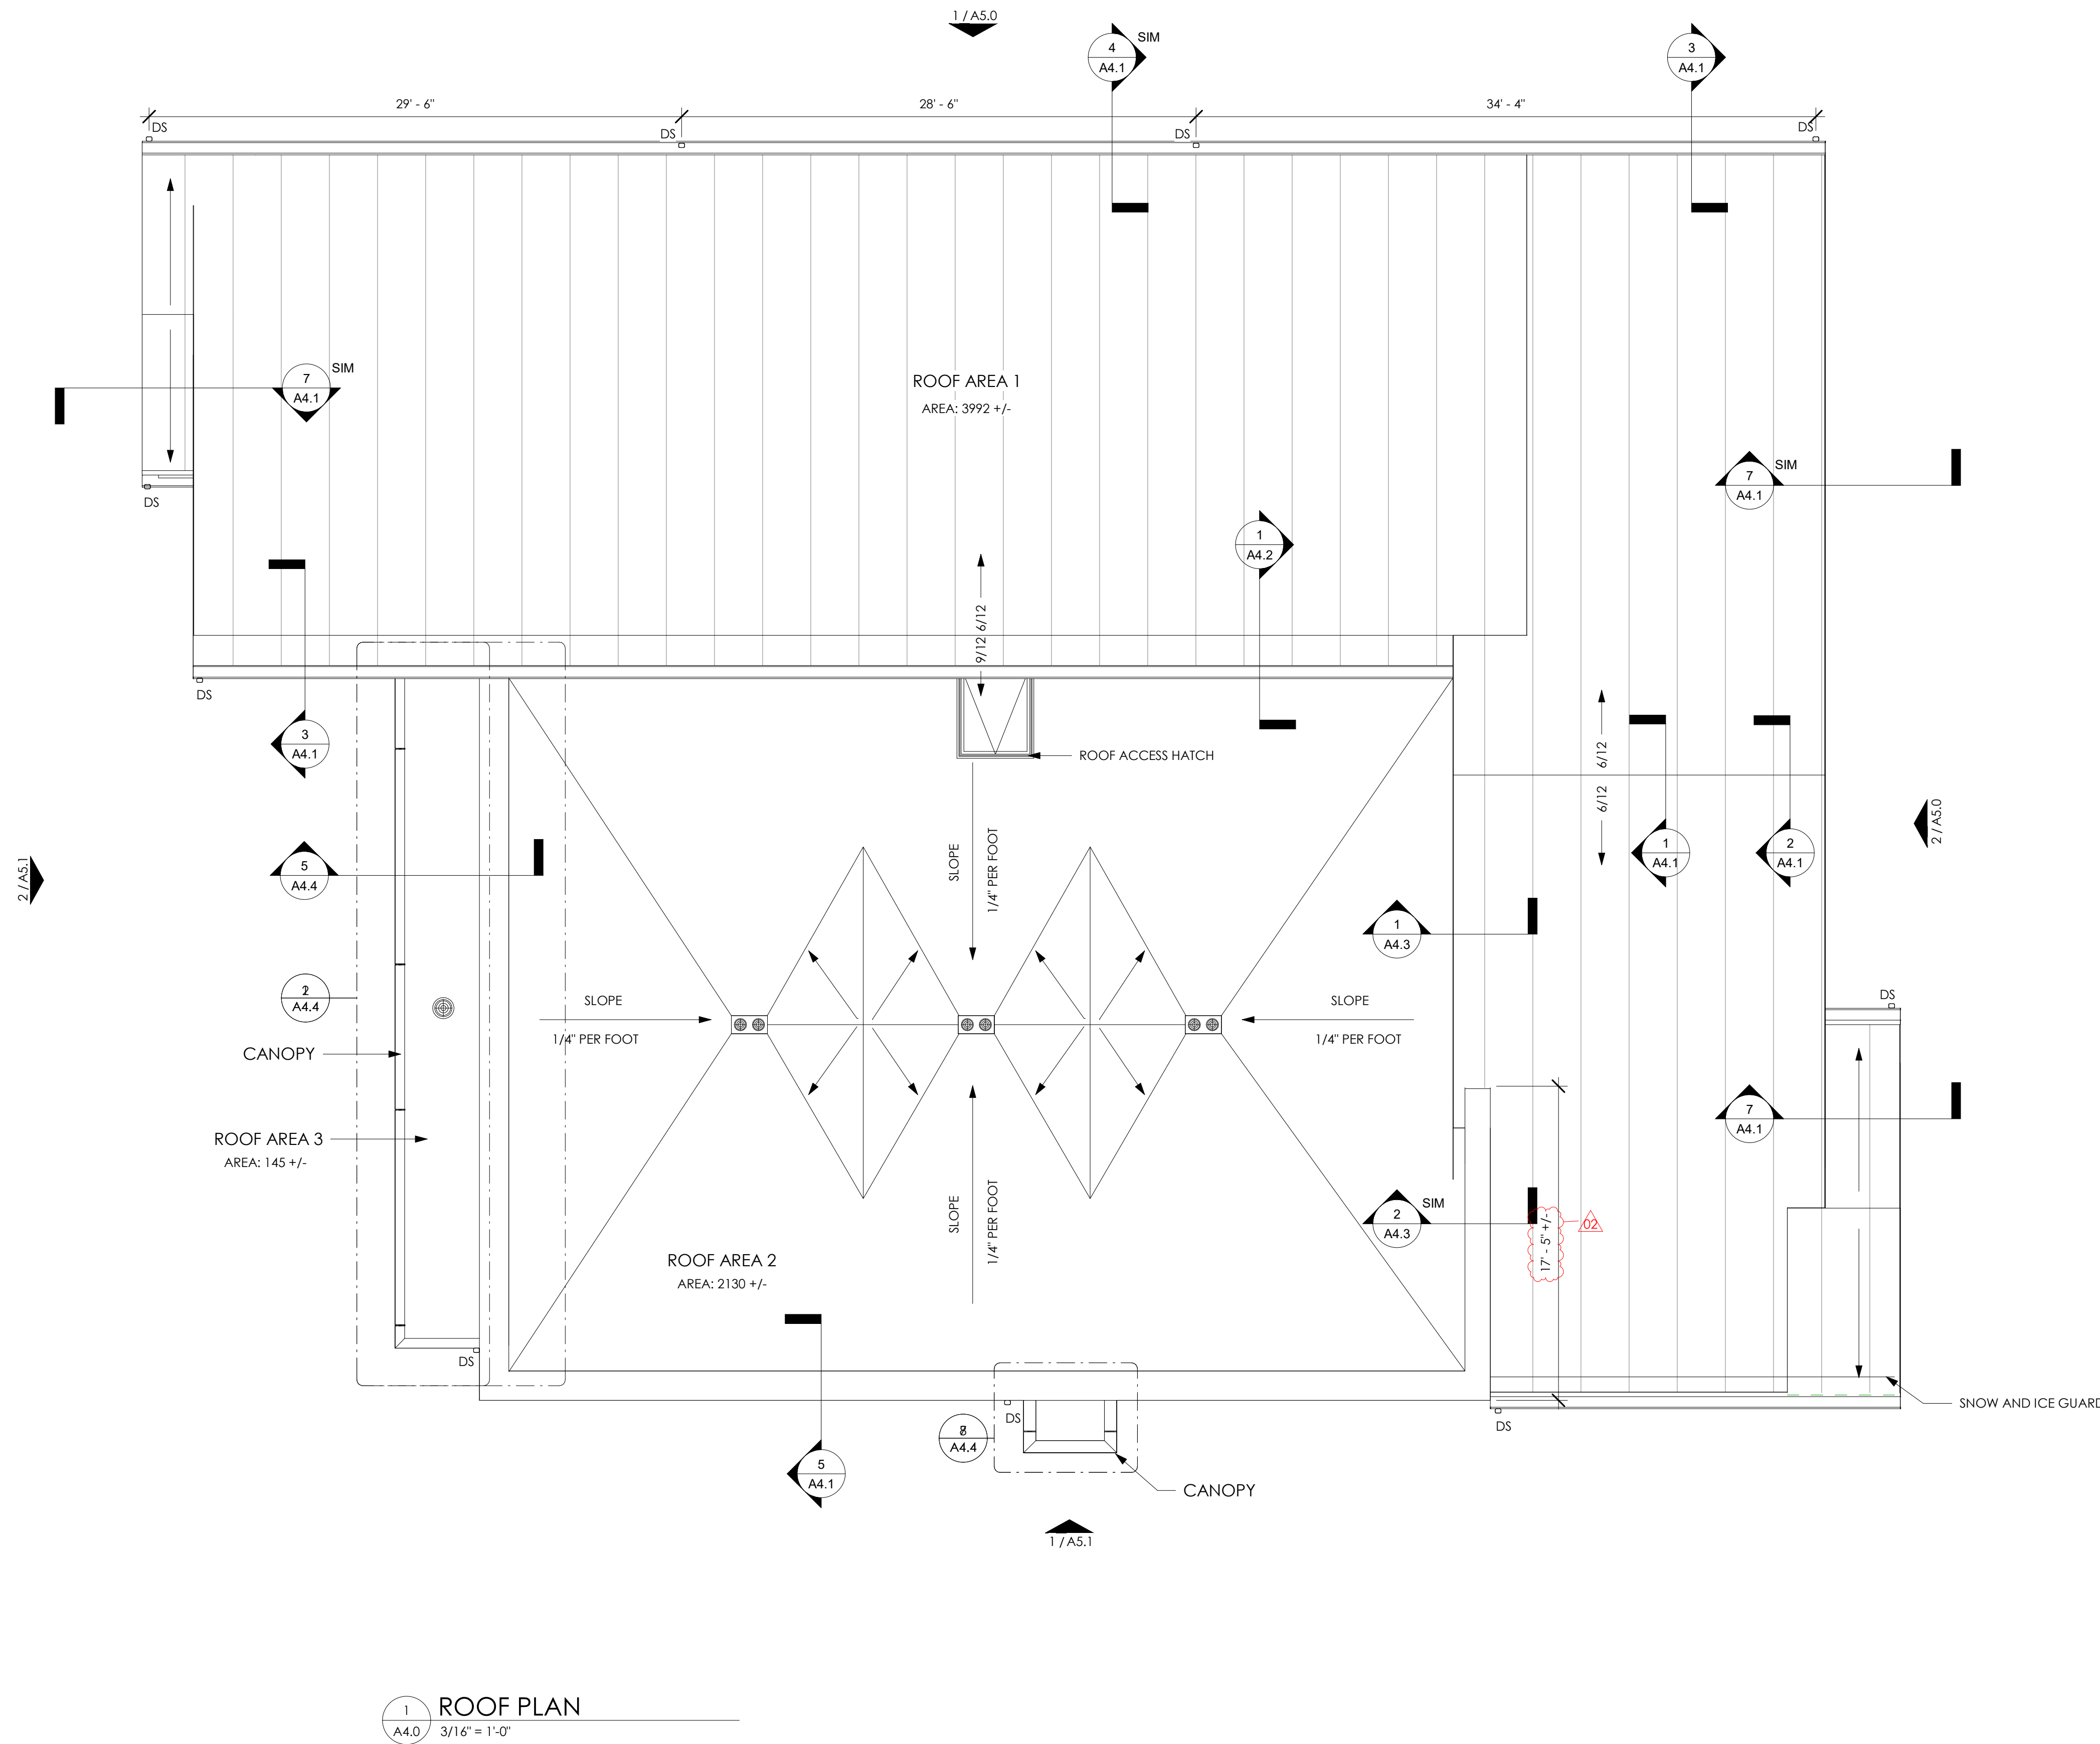 1 / A5.0
4
A4.1
SIM
3
A4.1
29' - 6"
28' - 6"
34' - 4"
DS
DS
DS
DS
7
A4.1
SIM
ROOF AREA 1
AREA: 3992 +/-
7
A4.1
SIM
DS
1
A4.2
9/12 6/12
DS
3
A4.1
ROOF ACCESS HATCH
6/12 6/12
1
A4.1
2
A4.1
2 / A5.0
2 / A5.1
5
A4.4
SLOPE
1/4" PER FOOT
1
A4.3
A4.4
SLOPE
1/4" PER FOOT
SLOPE
1/4" PER FOOT
DS
CANOPY
ROOF AREA 3
AREA: 145 +/-
7
A4.1
SLOPE
1/4" PER FOOT
2
A4.3
SIM
17' - 5" +/-
02
ROOF AREA 2
AREA: 2130 +/-
DS
DS
A4.4
DS
SNOW AND ICE GUARD
5
A4.1
CANOPY
1 / A5.1
1
A4.0
ROOF PLAN
3/16" = 1'-0"